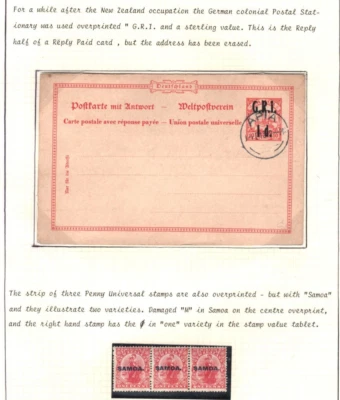 For a while after the New Zealand occupation the German colonial Postal Stat-
ionary was used overprinted " G.R.I. and a sterling value. This is the Reply
half of a Reply Paid card , but the address has been erased.
Postkarte mit Antwort - Weltpostverein
Carte postale avec réponse payée - Union postale universelle
G.R.I.
1 d.
APIA
The strip of three Penny Universal stamps are also overprinted - but with "Samoa"
and they illustrate two varieties. Damaged "M" in Samoa on the centre overprint,
and the right hand stamp has the ∮ in "one" variety in the stamp value tablet.
SAMOA. SAMOA. SAMOA.